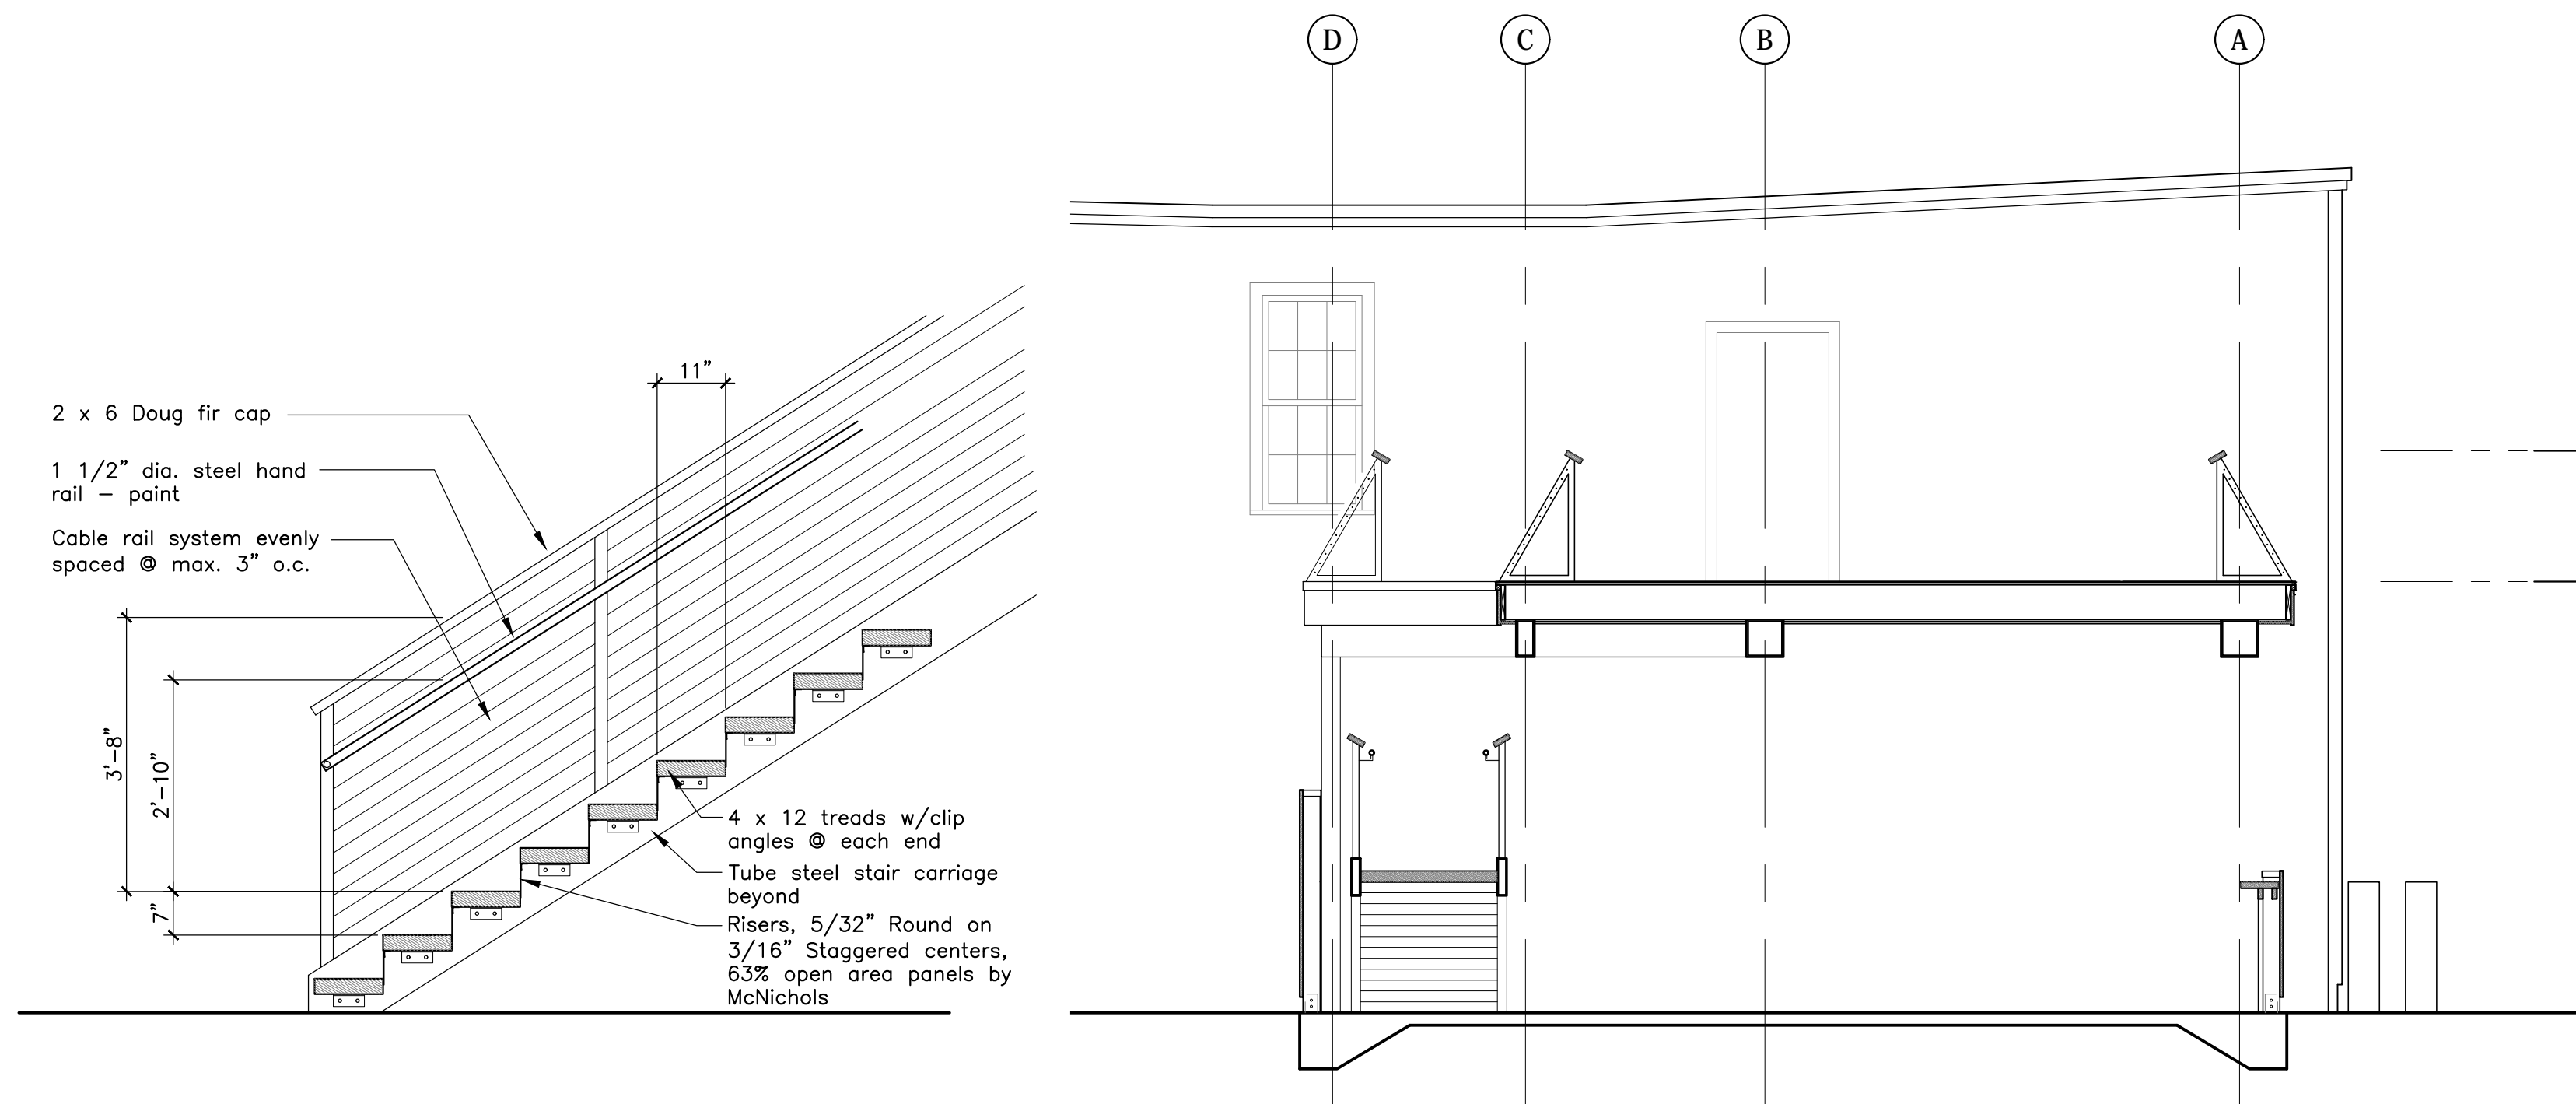 D
C
B
A
11”
2 x 6 Doug fir cap
1 1/2” dia. steel hand
rail – paint
Cable rail system evenly
spaced @ max. 3” o.c.
3’–8”
2’–10”
7”
4 x 12 treads w/clip
angles @ each end
Tube steel stair carriage
beyond
Risers, 5/32” Round on
3/16” Staggered centers,
63% open area panels by
McNichols